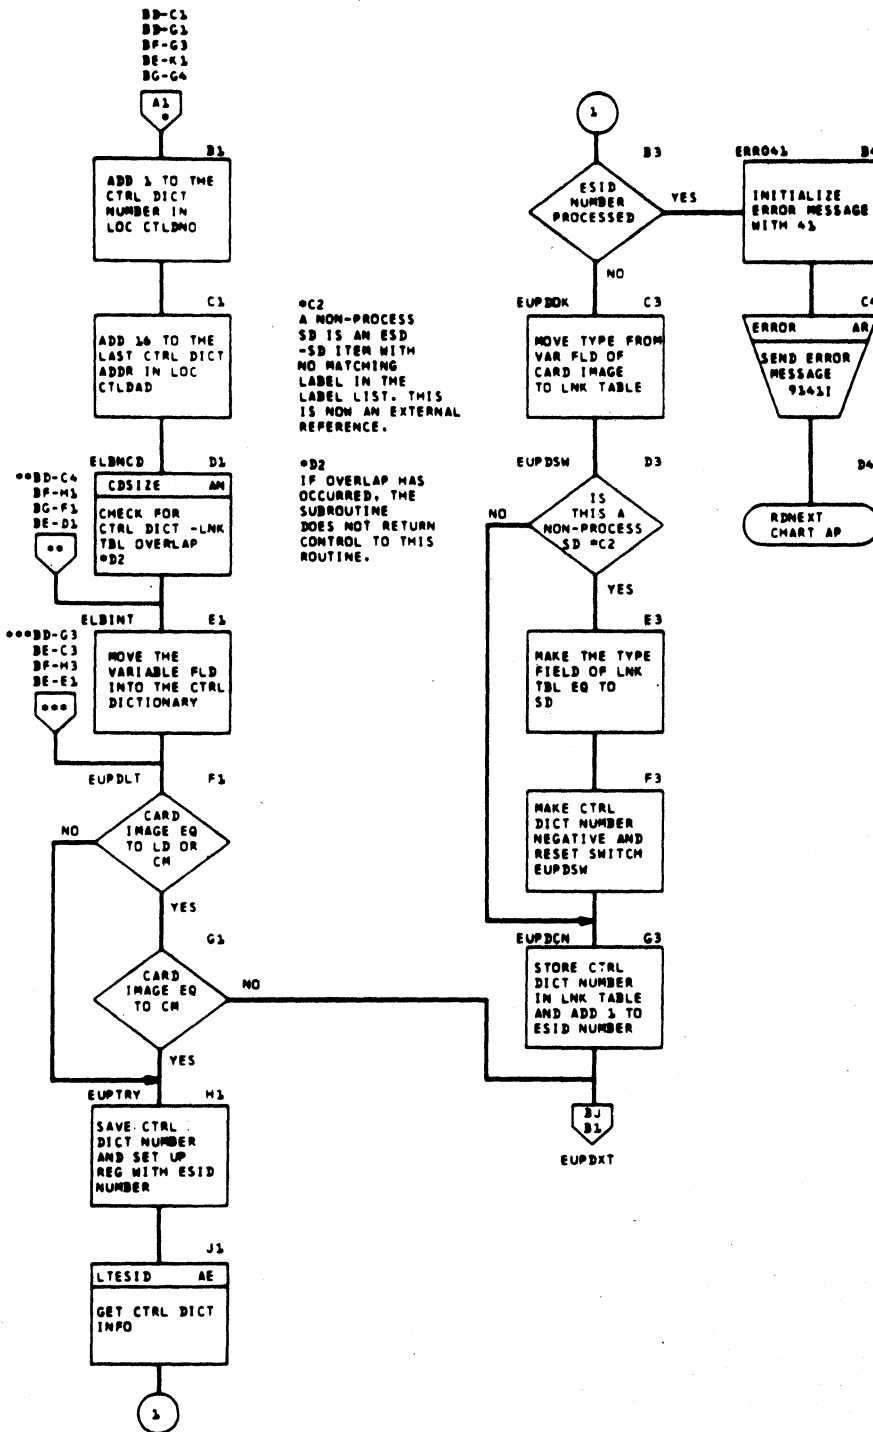 BD-C1
BD-G1
BF-G3
BE-K1
BG-G4
A1
*
B1
ADD 1 TO THE
CTRL DICT
NUMBER IN
LOC CTLDNO
C1
ADD 16 TO THE
LAST CTRL DICT
ADDR IN LOC
CTLDAD
ELBNCD D1
**BD-C4
BF-H1
BG-F1
BE-D1
**
CDSIZE AN
CHECK FOR
CTRL DICT -LNK
TBL OVERLAP
*D2
ELBINT E1
***BD-G3
BE-C3
BF-H3
BE-E1
***
MOVE THE
VARIABLE FLD
INTO THE CTRL
DICTIONARY
EUPDLT F1
CARD
IMAGE EQ
TO LD OR
CM
NO
YES
G1
CARD
IMAGE EQ
TO CM
NO
YES
EUPTRY H1
SAVE CTRL
DICT NUMBER
AND SET UP
REG WITH ESID
NUMBER
J1
LTESID AE
GET CTRL DICT
INFO
1
*C2
A NON-PROCESS
SD IS AN ESD
-SD ITEM WITH
NO MATCHING
LABEL IN THE
LABEL LIST. THIS
IS NOW AN EXTERNAL
REFERENCE.
*D2
IF OVERLAP HAS
OCCURRED, THE
SUBROUTINE
DOES NOT RETURN
CONTROL TO THIS
ROUTINE.
1
B3
ESID
NUMBER
PROCESSED
YES
NO
EUPDOK C3
MOVE TYPE FROM
VAR FLD OF
CARD IMAGE
TO LNK TABLE
EUPDSW D3
IS
THIS A
NON-PROCESS
SD *C2
NO
YES
E3
MAKE THE TYPE
FIELD OF LNK
TBL EQ TO
SD
F3
MAKE CTRL
DICT NUMBER
NEGATIVE AND
RESET SWITCH
EUPDSW
EUPDCN G3
STORE CTRL
DICT NUMBER
IN LNK TABLE
AND ADD 1 TO
ESID NUMBER
BJ
B1
EUPDXT
ERRO41 B4
INITIALIZE
ERROR MESSAGE
WITH 41
C4
ERROR AR
SEND ERROR
MESSAGE
9341I
D4
RDNEXT
CHART AP